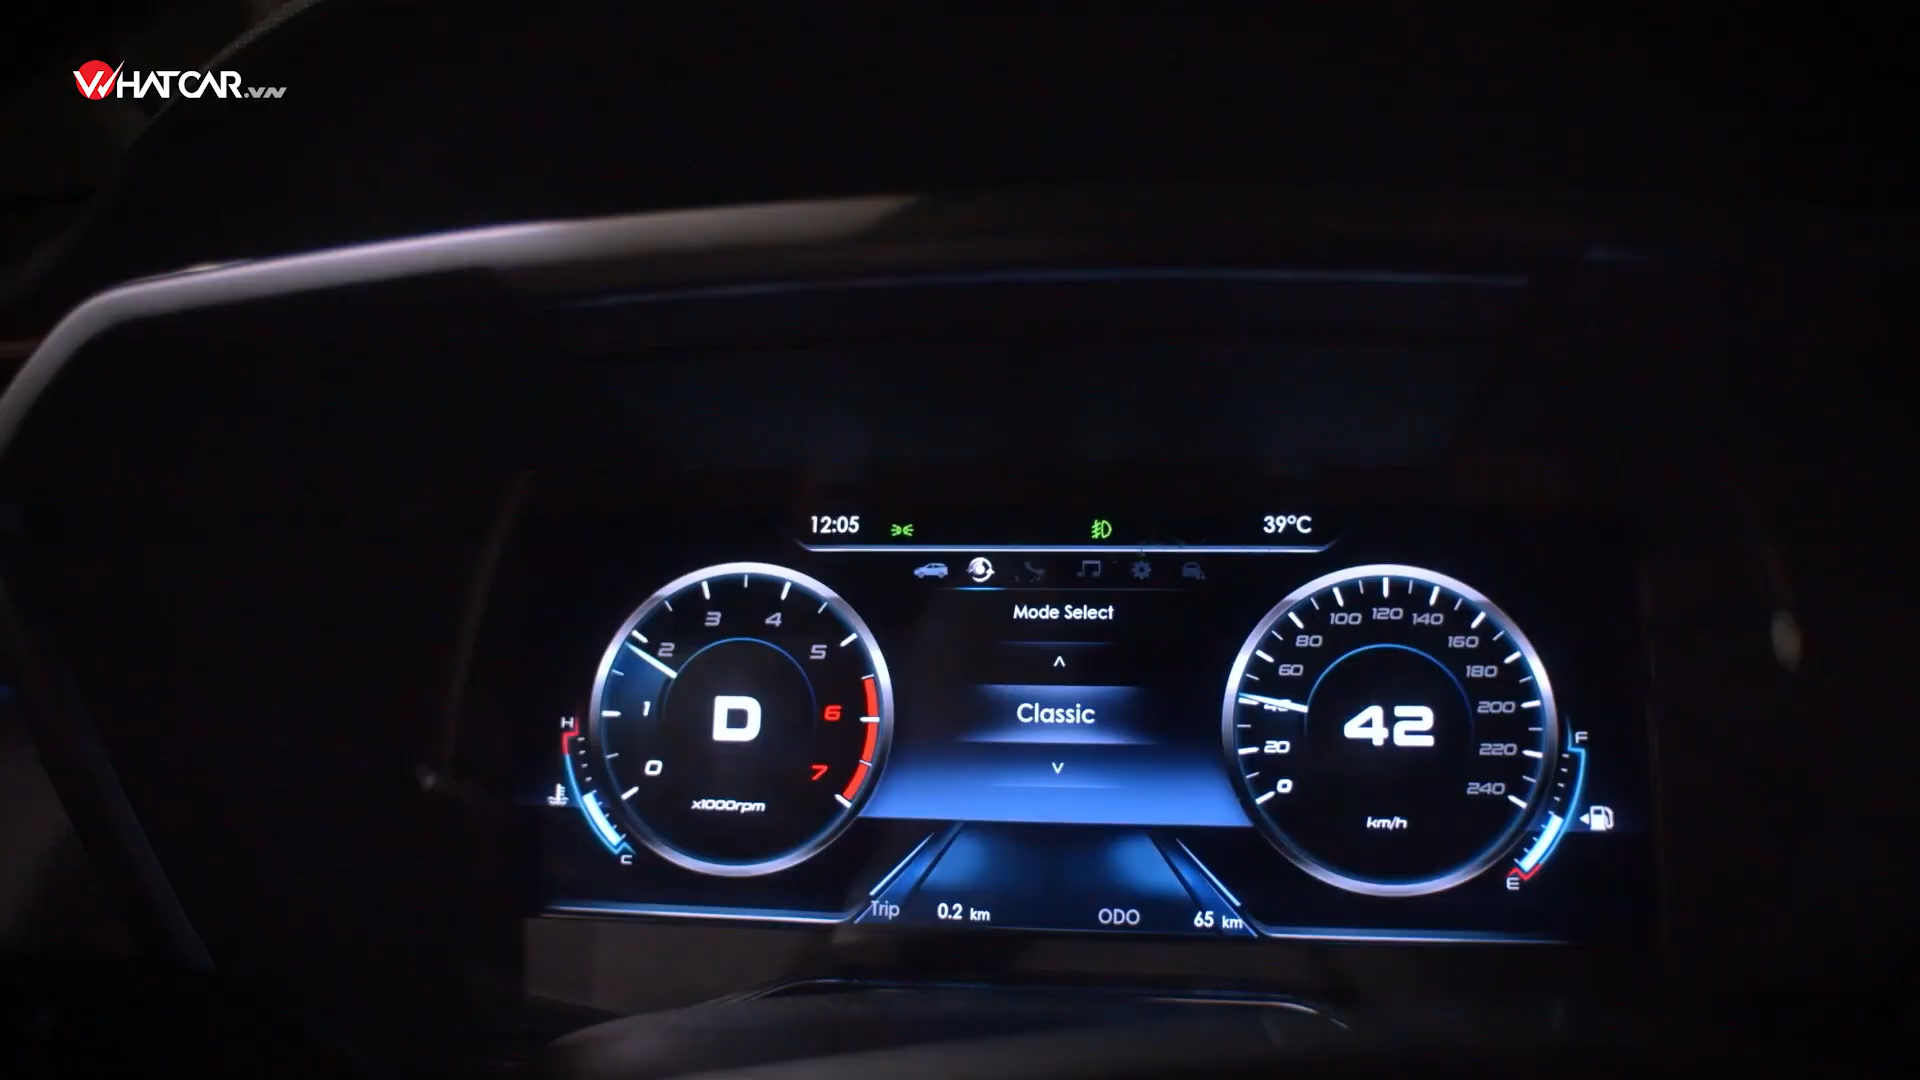 WHATCAR.VN
12:05
39°C
Mode Select
Classic
0
1
2
3
4
5
6
7
D
x1000rpm
H
C
0
20
40
60
80
100
120
140
160
180
200
220
240
42
km/h
F
E
Trip 0.2 km
ODO 65 km